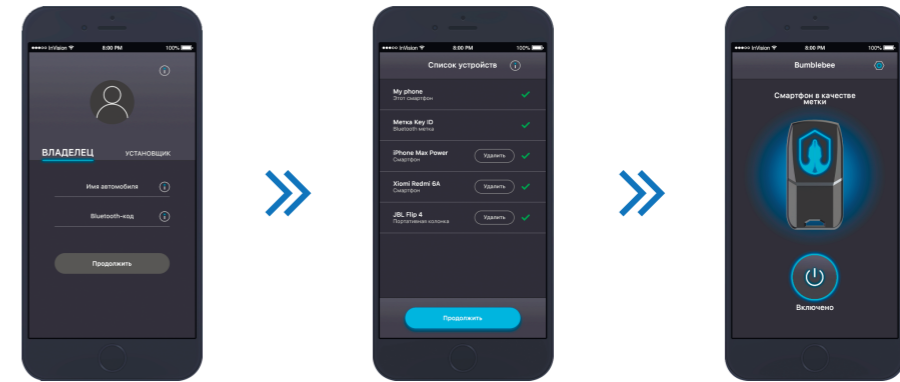 ●●●○○ InVision 8:00 PM 100%
ВЛАДЕЛЕЦ УСТАНОВЩИК
Имя автомобиля
Bluetooth-код
Продолжить
●●●○○ InVision 8:00 PM 100%
Список устройств
My phone
Этот смартфон
Метка Key ID
Bluetooth-метка
iPhone Max Power
Смартфон
Удалить
Xiomi Redmi 6A
Смартфон
Удалить
JBL Flip 4
Портативная колонка
Удалить
Продолжить
●●●○○ InVision 8:00 PM 100%
Bumblebee
Смартфон в качестве
метки
Включено